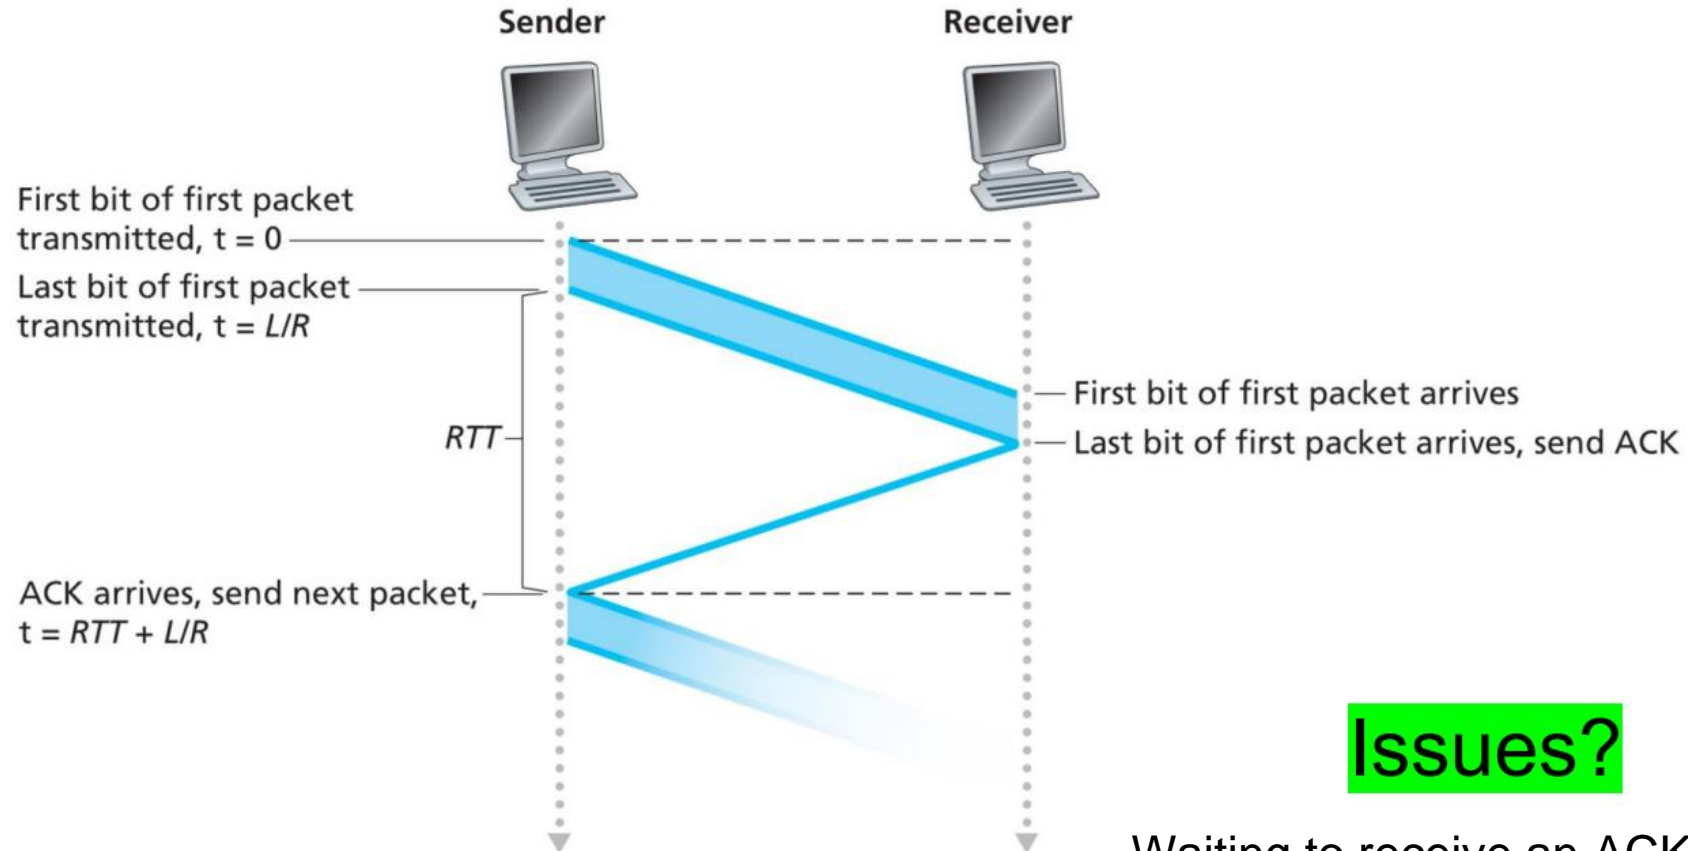 Sender
Receiver
First bit of first packet
transmitted, t = 0
Last bit of first packet
transmitted, t = L/R
First bit of first packet arrives
RTT
Last bit of first packet arrives, send ACK
ACK arrives, send next packet,
t = RTT + L/R
Issues?
Waiting to receive an ACK